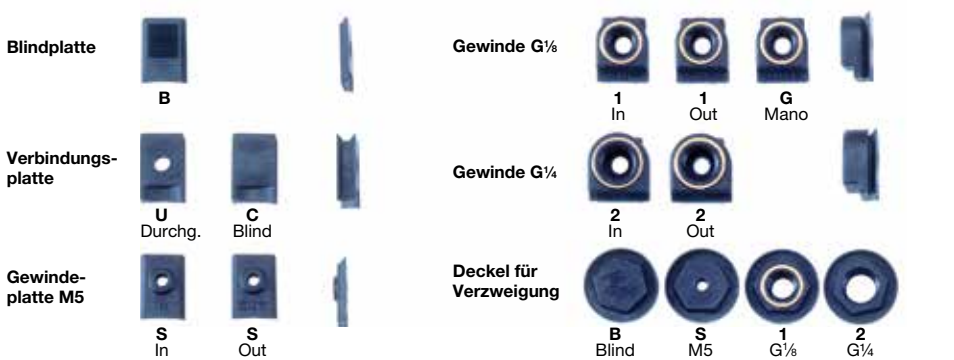 Blindplatte
B
Verbindungs-
platte
U C
Durchg. Blind
Gewinde-
platte M5
S S
In Out
Gewinde G⅛
1 1 G
In Out Mano
Gewinde G¼
2 2
In Out
Deckel für
Verzweigung
B S 1 2
Blind M5 G⅛ G¼